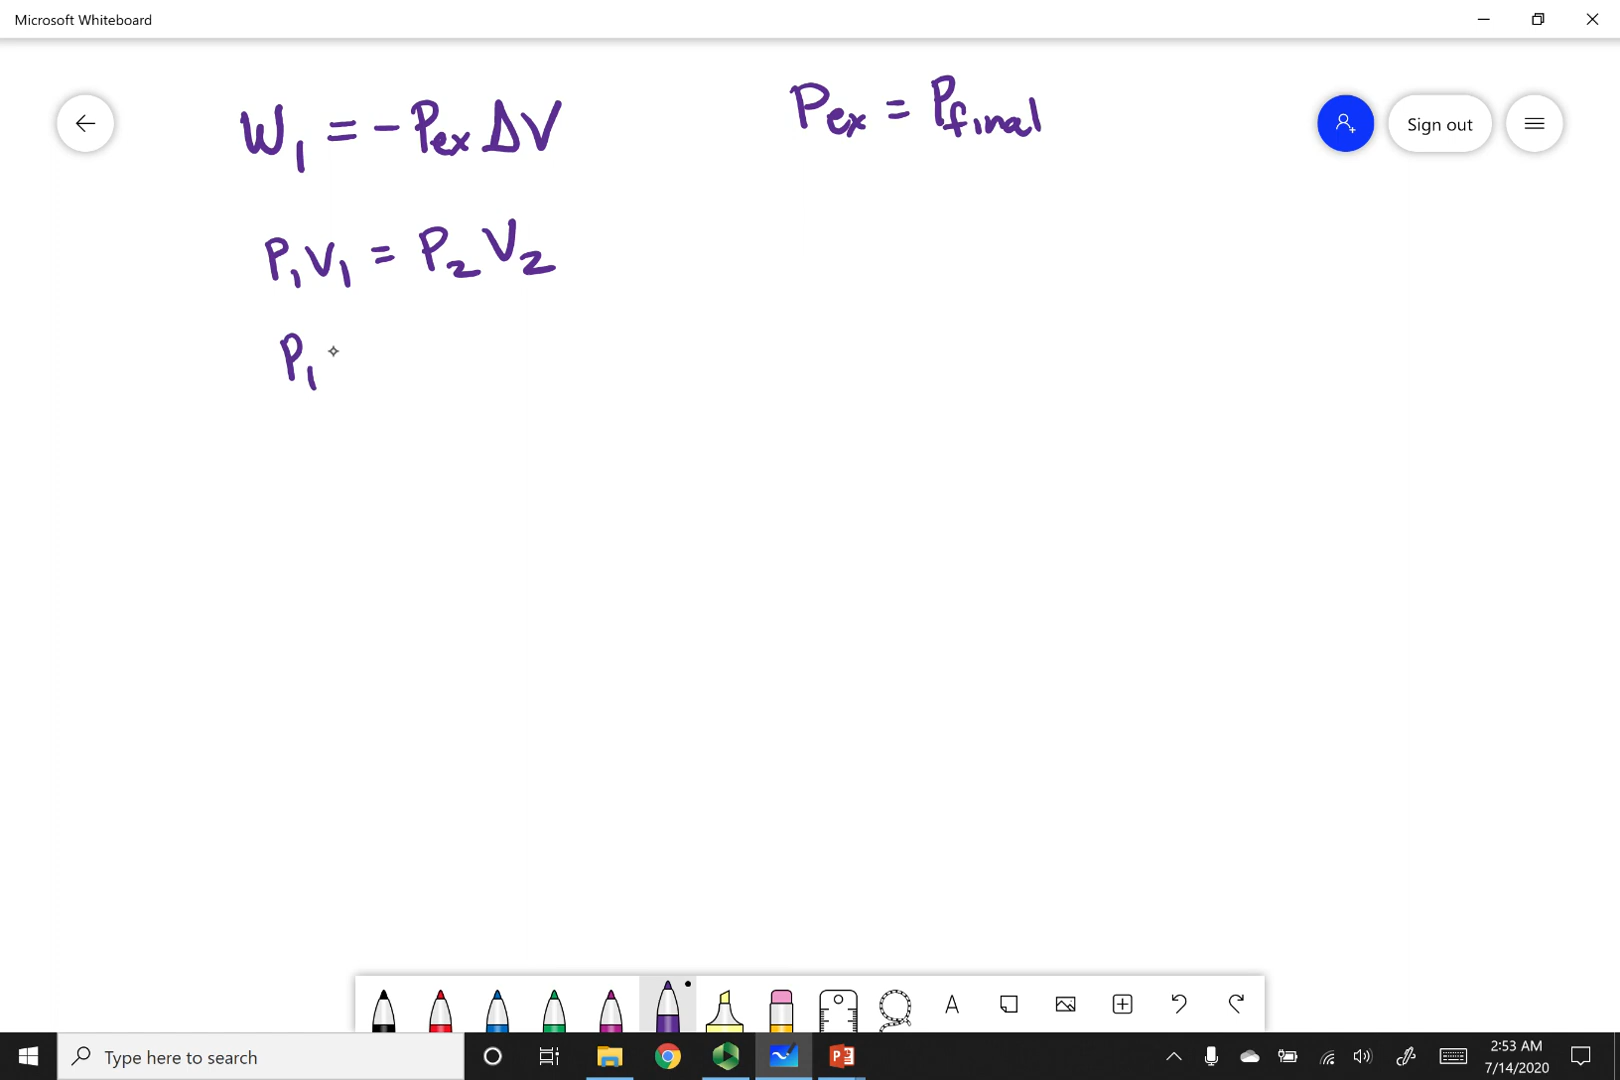 Microsoft Whiteboard
W₁ = -Pex ΔV
Pex = Pfinal
Sign out
P₁V₁ = P₂V₂
P₁
A
Type here to search
2:53 AM
7/14/2020